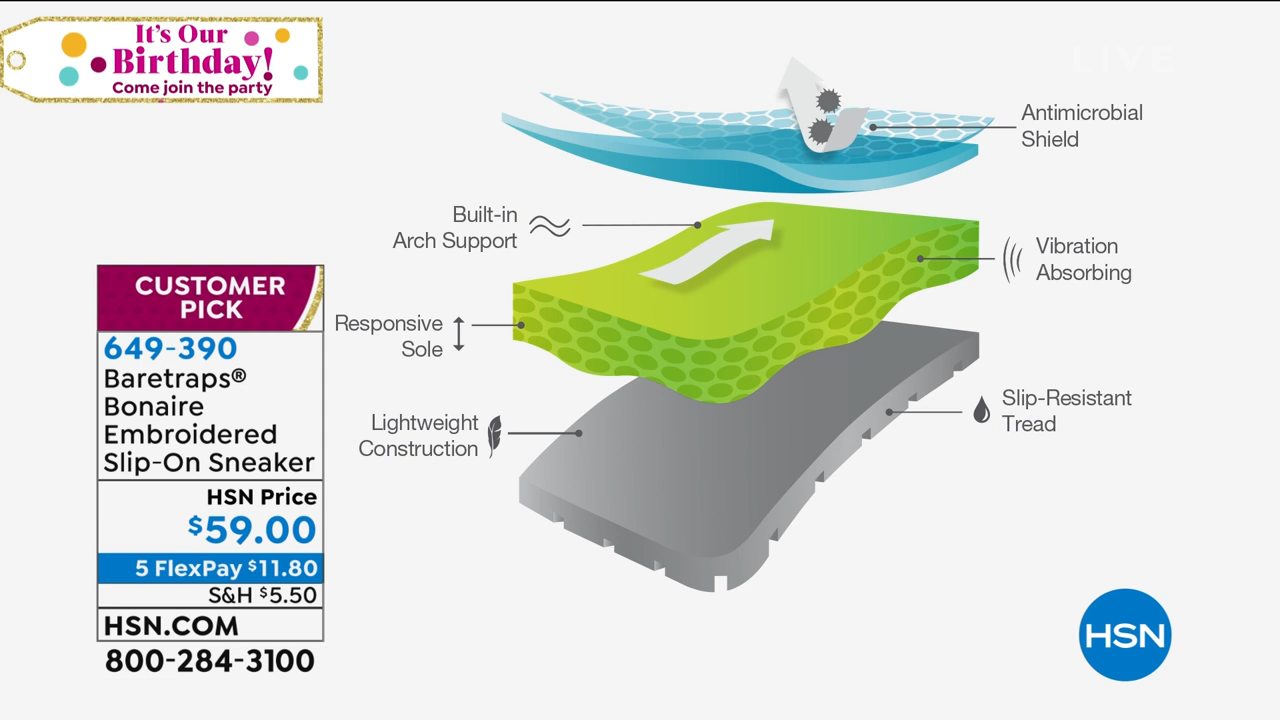 It's Our
Birthday!
Come join the party
LIVE
Antimicrobial
Shield
Built-in
Arch Support
Vibration
Absorbing
Responsive
Sole
Lightweight
Construction
Slip-Resistant
Tread
CUSTOMER
PICK
649-390
Baretraps®
Bonaire
Embroidered
Slip-On Sneaker
HSN Price
$59.00
5 FlexPay $11.80
S&H $5.50
HSN.COM
800-284-3100
HSN